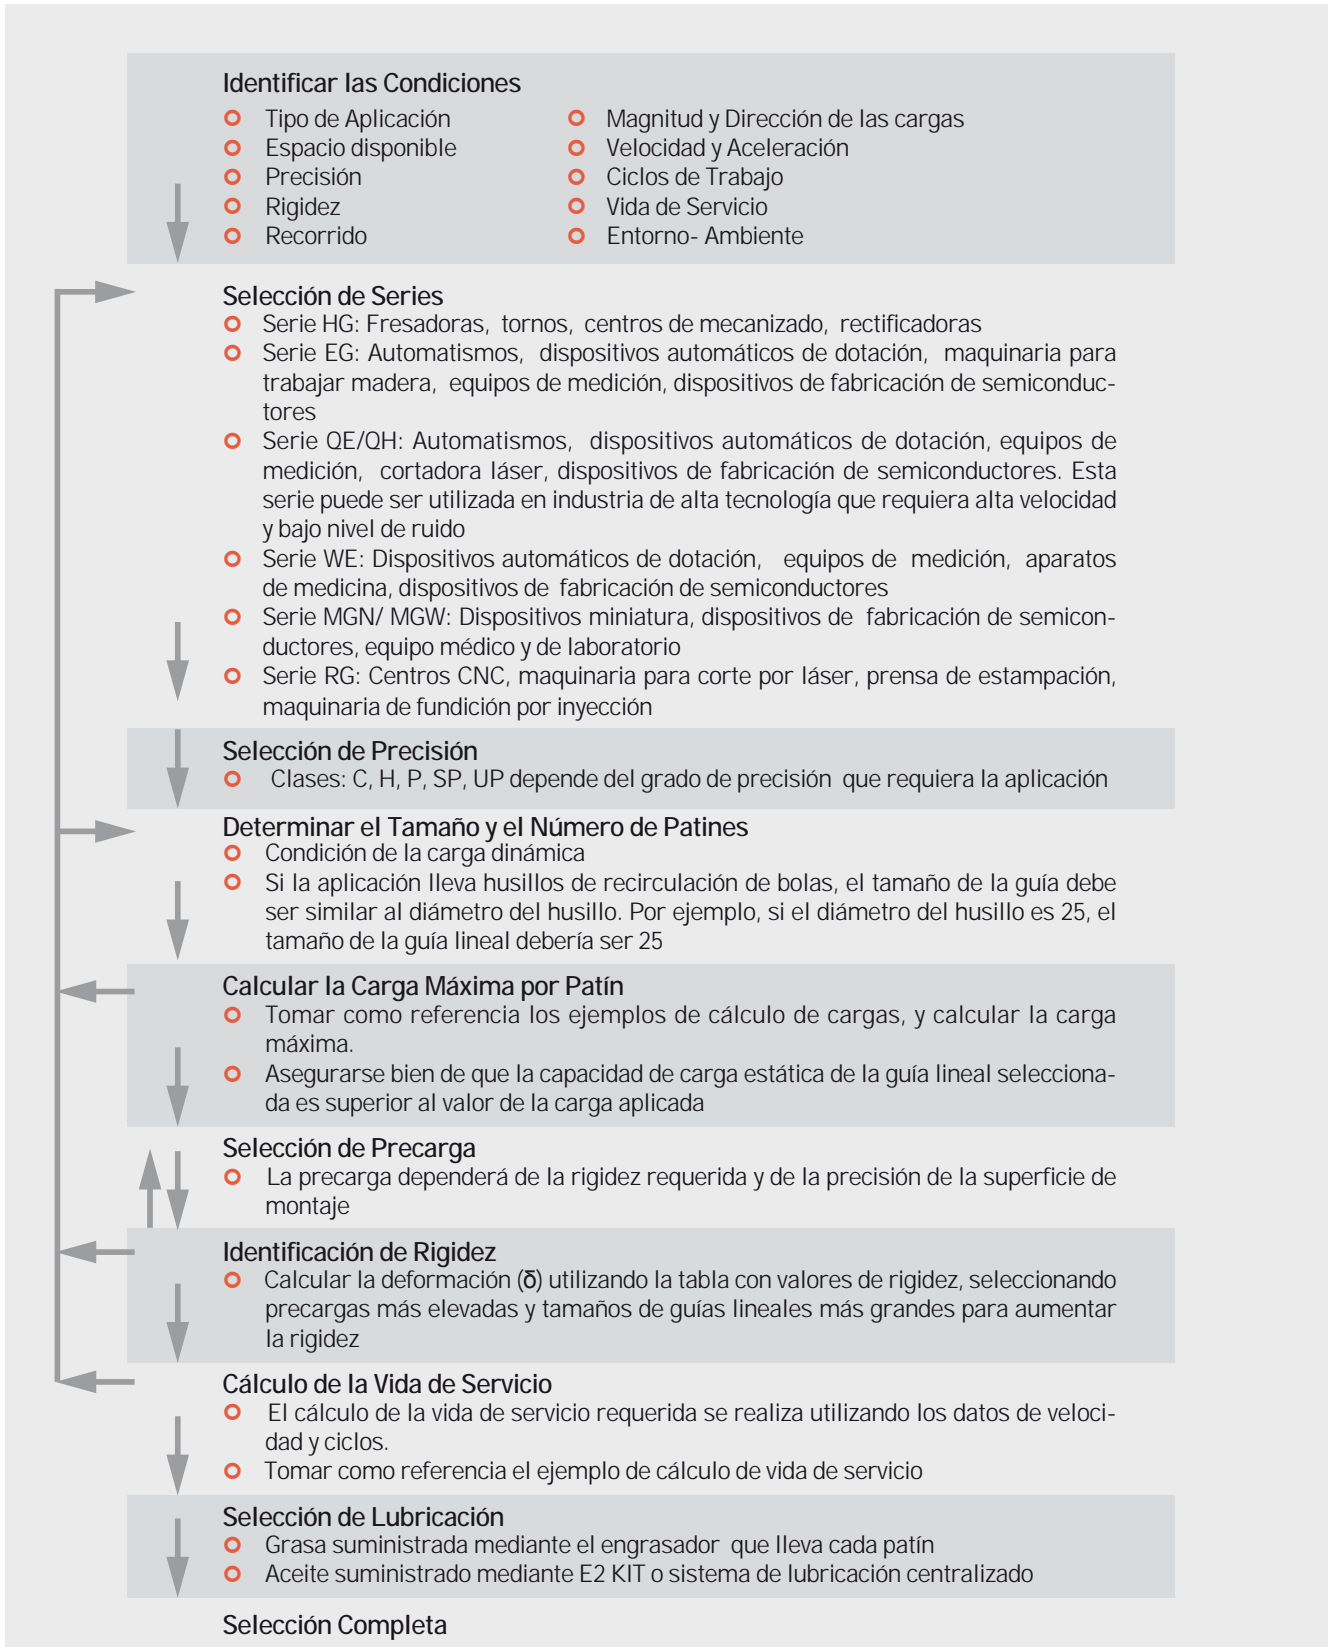 Identificar las Condiciones
Tipo de Aplicación
Espacio disponible
Precisión
Rigidez
Recorrido
Magnitud y Dirección de las cargas
Velocidad y Aceleración
Ciclos de Trabajo
Vida de Servicio
Entorno- Ambiente
Selección de Series
Serie HG: Fresadoras, tornos, centros de mecanizado, rectificadoras
Serie EG: Automatismos, dispositivos automáticos de dotación, maquinaria para
trabajar madera, equipos de medición, dispositivos de fabricación de semiconduc-
tores
Serie QE/QH: Automatismos, dispositivos automáticos de dotación, equipos de
medición, cortadora láser, dispositivos de fabricación de semiconductores. Esta
serie puede ser utilizada en industria de alta tecnología que requiera alta velocidad
y bajo nivel de ruido
Serie WE: Dispositivos automáticos de dotación, equipos de medición, aparatos
de medicina, dispositivos de fabricación de semiconductores
Serie MGN/ MGW: Dispositivos miniatura, dispositivos de fabricación de semicon-
ductores, equipo médico y de laboratorio
Serie RG: Centros CNC, maquinaria para corte por láser, prensa de estampación,
maquinaria de fundición por inyección
Selección de Precisión
Clases: C, H, P, SP, UP depende del grado de precisión que requiera la aplicación
Determinar el Tamaño y el Número de Patines
Condición de la carga dinámica
Si la aplicación lleva husillos de recirculación de bolas, el tamaño de la guía debe
ser similar al diámetro del husillo. Por ejemplo, si el diámetro del husillo es 25, el
tamaño de la guía lineal debería ser 25
Calcular la Carga Máxima por Patín
Tomar como referencia los ejemplos de cálculo de cargas, y calcular la carga
máxima.
Asegurarse bien de que la capacidad de carga estática de la guía lineal selecciona-
da es superior al valor de la carga aplicada
Selección de Precarga
La precarga dependerá de la rigidez requerida y de la precisión de la superficie de
montaje
Identificación de Rigidez
Calcular la deformación (δ) utilizando la tabla con valores de rigidez, seleccionando
precargas más elevadas y tamaños de guías lineales más grandes para aumentar
la rigidez
Cálculo de la Vida de Servicio
El cálculo de la vida de servicio requerida se realiza utilizando los datos de veloci-
dad y ciclos.
Tomar como referencia el ejemplo de cálculo de vida de servicio
Selección de Lubricación
Grasa suministrada mediante el engrasador que lleva cada patín
Aceite suministrado mediante E2 KIT o sistema de lubricación centralizado
Selección Completa